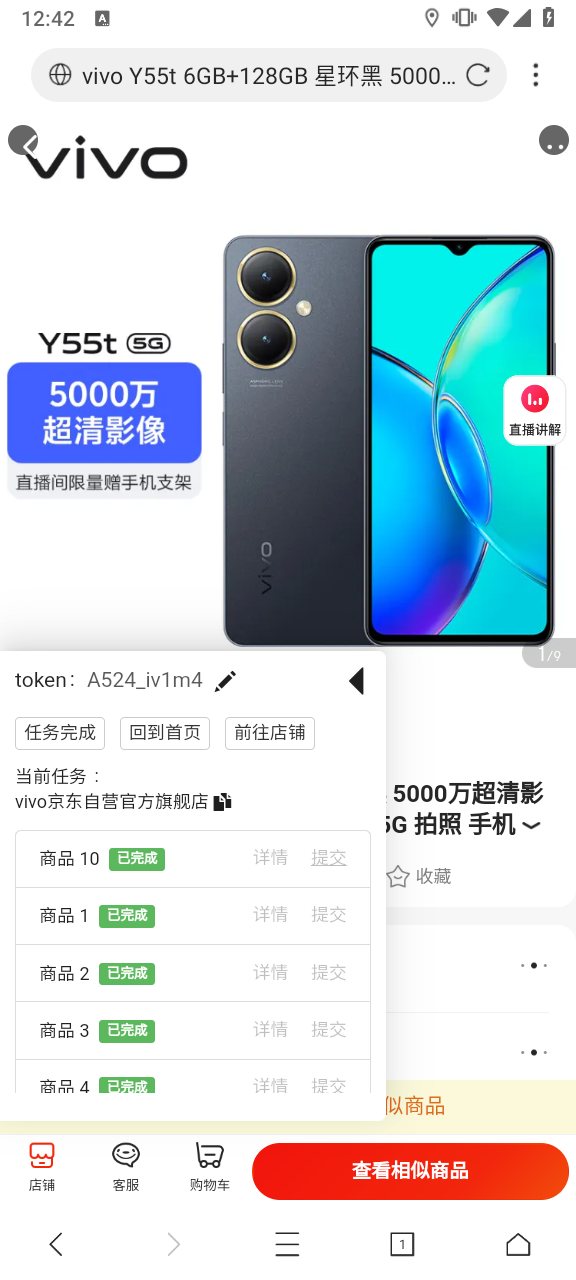 12:42
A
vivo Y55t 6GB+128GB 星环黑 5000...
vivo
Y55t 5G
5000万
超清影像
直播间限量赠手机支架
vivo
直播讲解
1/9
token： A524_iv1m4
任务完成 回到首页 前往店铺
当前任务：
vivo京东自营官方旗舰店
5000万超清影
5G 拍照 手机
收藏
商品 10 已完成 详情 提交
商品 1 已完成 详情 提交
商品 2 已完成 详情 提交
商品 3 已完成 详情 提交
商品 4 已完成 详情 提交
似商品
店铺 客服 购物车 查看相似商品
1